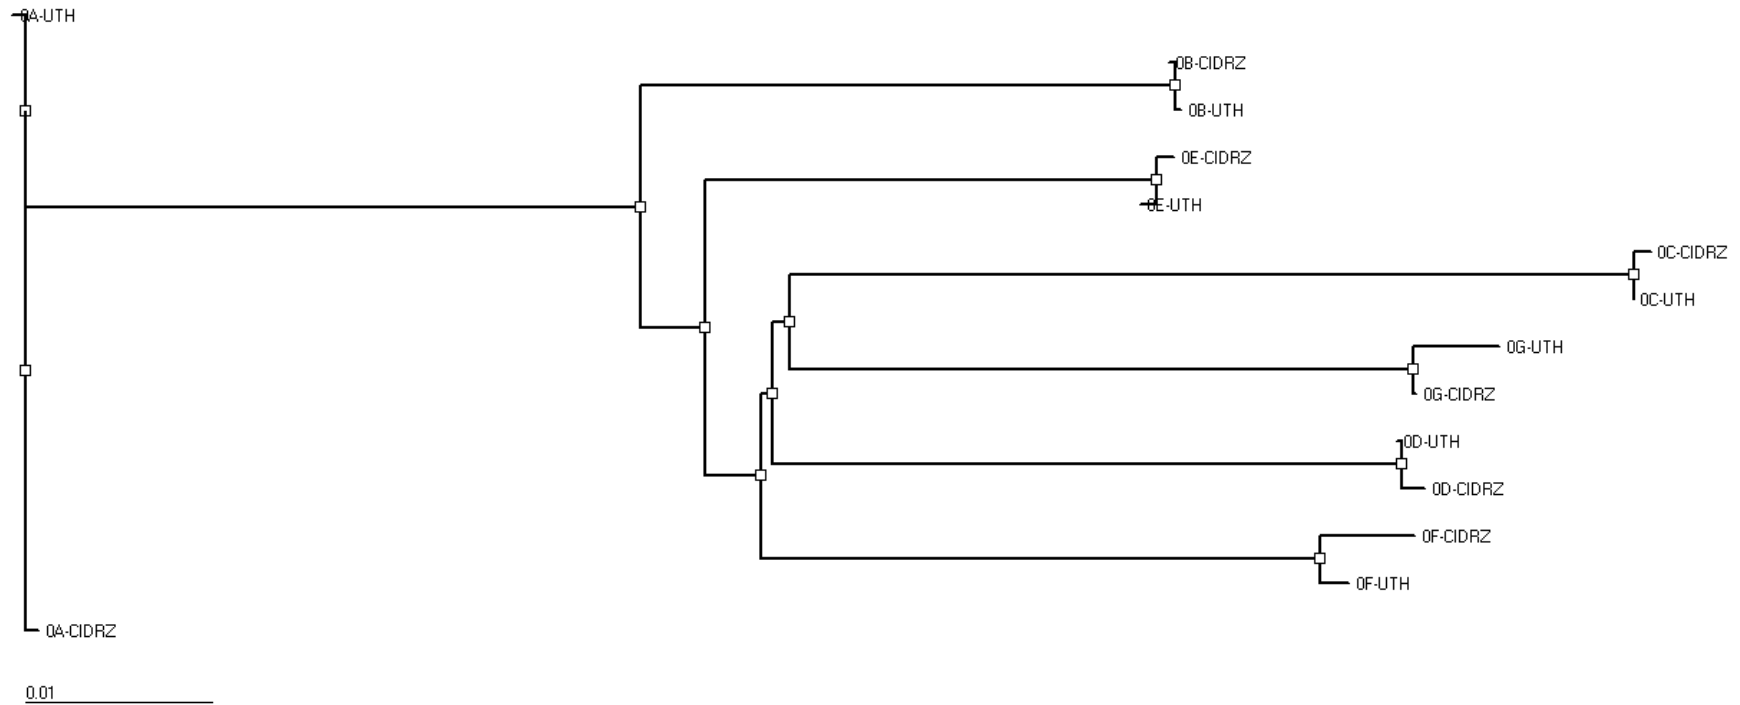 0A-UTH
0B-CIDRZ
0B-UTH
0E-CIDRZ
0E-UTH
0C-CIDRZ
0C-UTH
0G-UTH
0G-CIDRZ
0D-UTH
0D-CIDRZ
0F-CIDRZ
0F-UTH
0A-CIDRZ
0.01